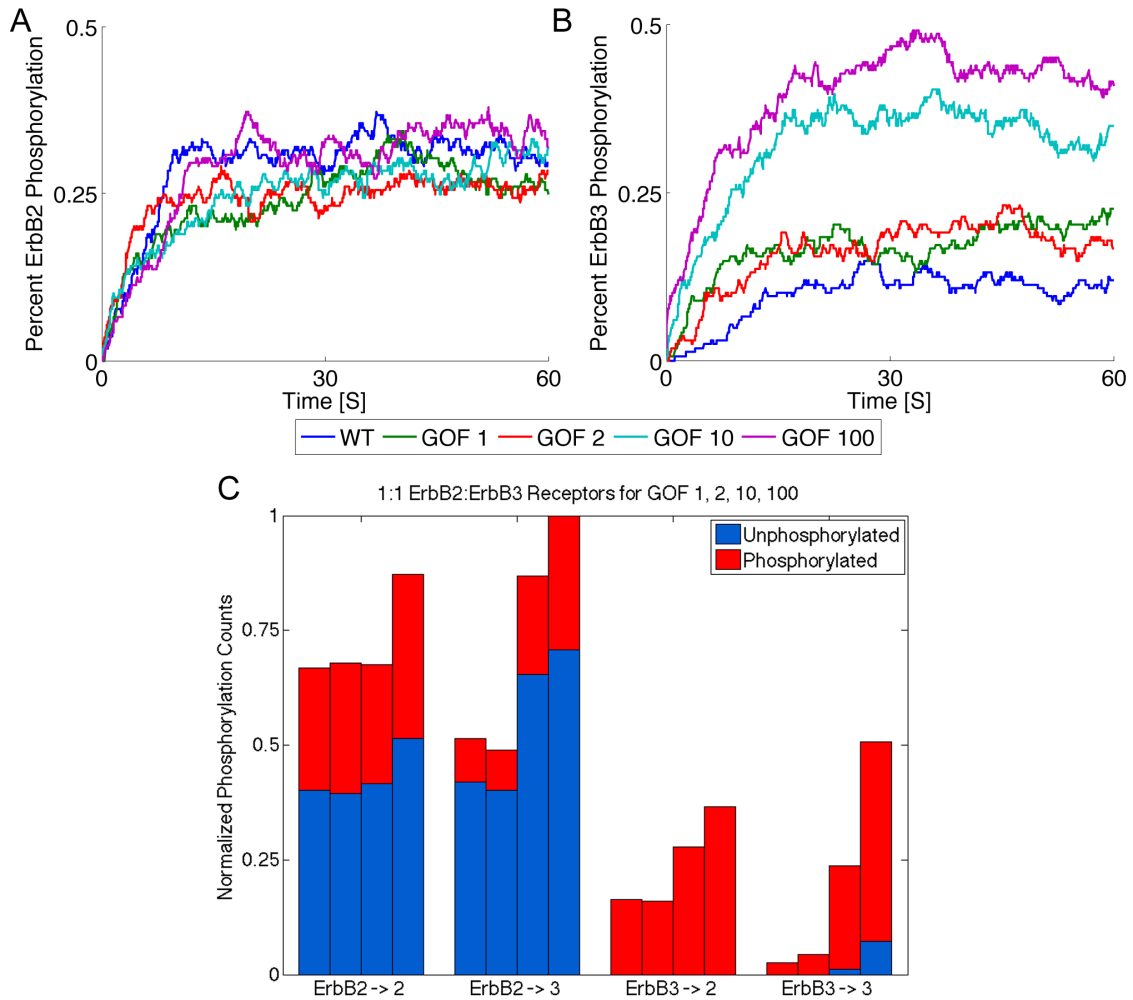 A
Percent ErbB2 Phosphorylation
0.5
0.25
0
0
30
60
Time [S]
B
Percent ErbB3 Phosphorylation
0.5
0.25
0
0
30
60
Time [S]
WT GOF 1 GOF 2 GOF 10 GOF 100
C
1:1 ErbB2:ErbB3 Receptors for GOF 1, 2, 10, 100
Normalized Phosphorylation Counts
1
0.75
0.5
0.25
0
Unphosphorylated
Phosphorylated
ErbB2 -> 2 ErbB2 -> 3 ErbB3 -> 2 ErbB3 -> 3